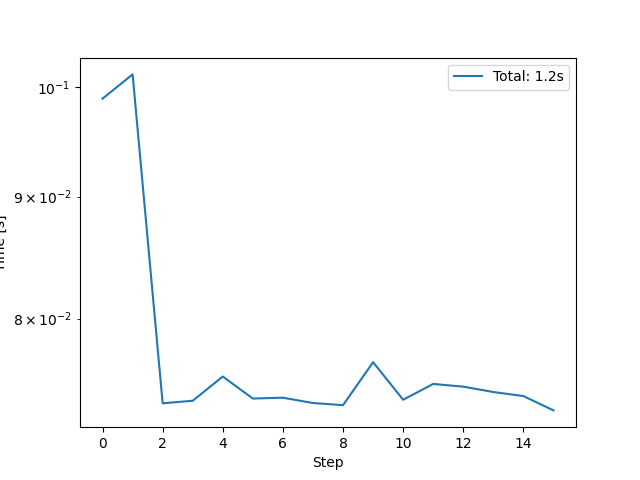 Total: 1.2s
10⁻¹
9 × 10⁻²
8 × 10⁻²
[s]
0 2 4 6 8 10 12 14
Step